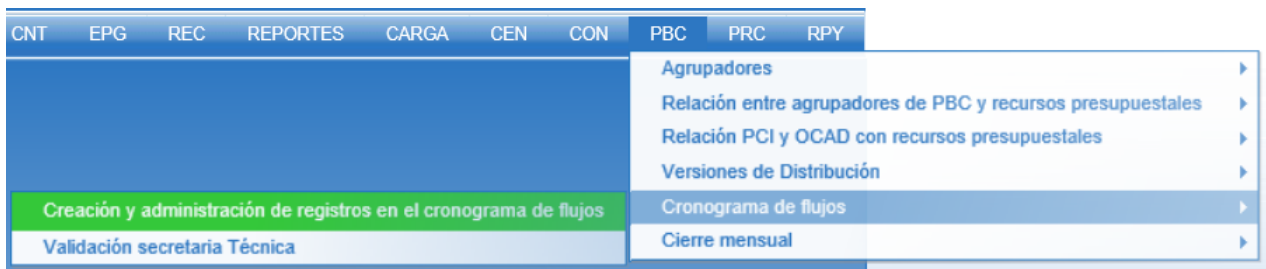 CNT EPG REC REPORTES CARGA CEN CON PBC PRC RPY
Agrupadores
Relación entre agrupadores de PBC y recursos presupuestales
Relación PCI y OCAD con recursos presupuestales
Versiones de Distribución
Cronograma de flujos
Cierre mensual
Creación y administración de registros en el cronograma de flujos
Validación secretaria Técnica